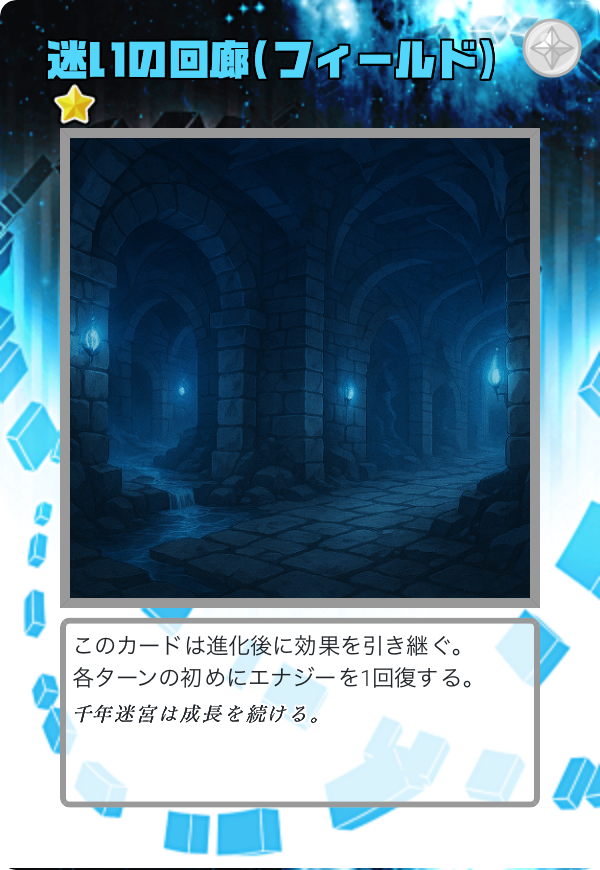 迷いの回廊(フィールド)
このカードは進化後に効果を引き継ぐ。
各ターンの初めにエナジーを1回復する。
千年迷宮は成長を続ける。